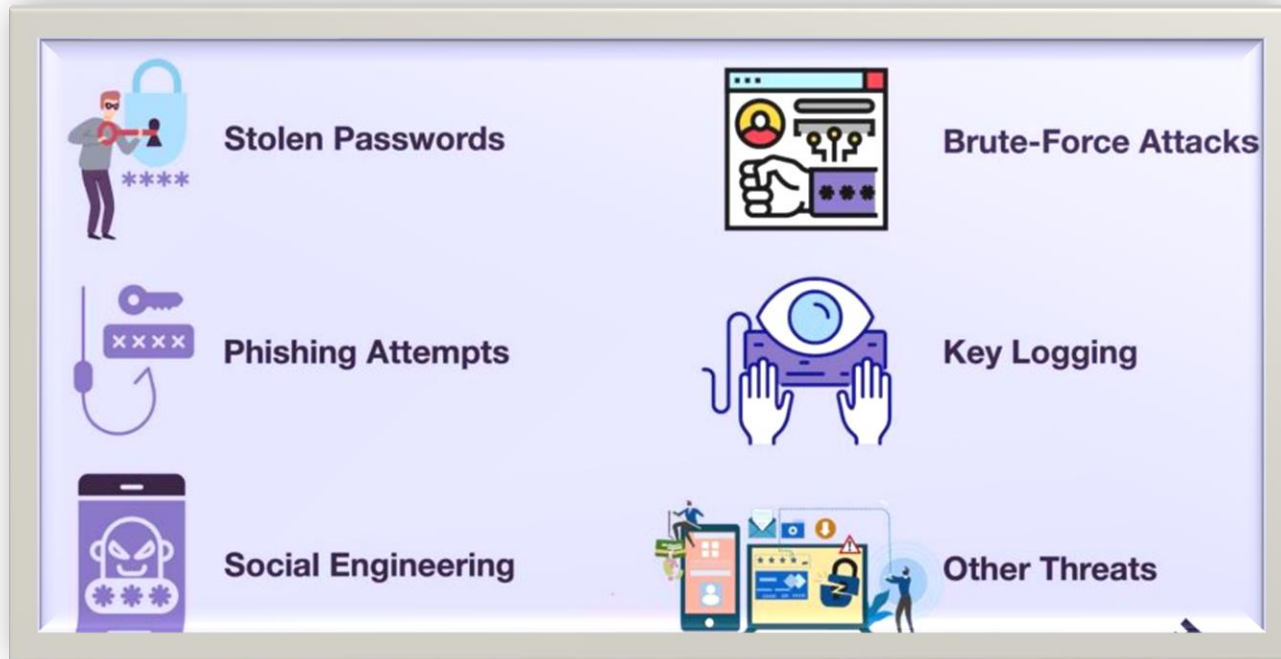 Stolen Passwords
Brute-Force Attacks
****
***
Phishing Attempts
××××
Key Logging
Social Engineering
***
Other Threats
****